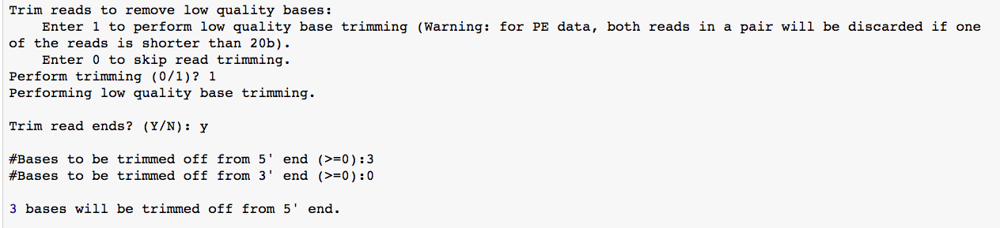 Trim reads to remove low quality bases:
Enter 1 to perform low quality base trimming (Warning: for PE data, both reads in a pair will be discarded if one
of the reads is shorter than 20b).
Enter 0 to skip read trimming.
Perform trimming (0/1)? 1
Performing low quality base trimming.
Trim read ends? (Y/N): y
#Bases to be trimmed off from 5' end (>=0):3
#Bases to be trimmed off from 3' end (>=0):0
3 bases will be trimmed off from 5' end.